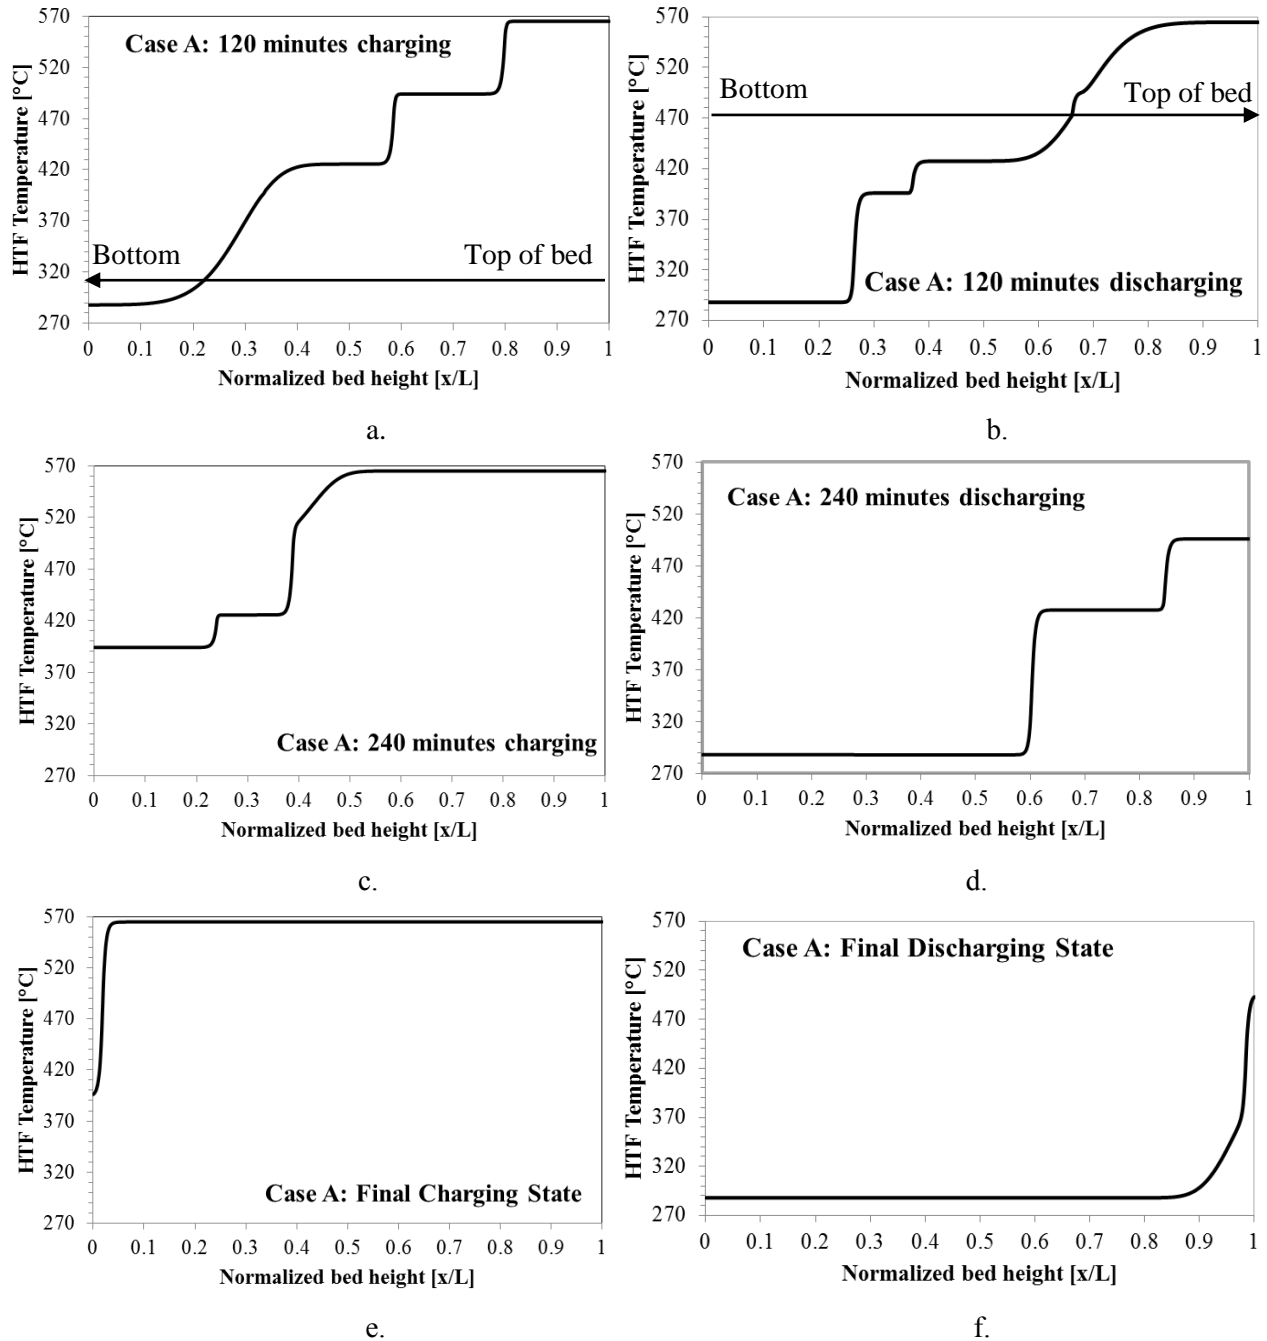 570
520
470
420
370
320
270
HTF Temperature [°C]
Case A: 120 minutes charging
Bottom
Top of bed
0 0.1 0.2 0.3 0.4 0.5 0.6 0.7 0.8 0.9 1
Normalized bed height [x/L]
a.
570
520
470
420
370
320
270
HTF Temperature [°C]
Bottom
Top of bed
Case A: 120 minutes discharging
0 0.1 0.2 0.3 0.4 0.5 0.6 0.7 0.8 0.9 1
Normalized bed height [x/L]
b.
570
520
470
420
370
320
270
HTF Temperature [°C]
Case A: 240 minutes charging
0 0.1 0.2 0.3 0.4 0.5 0.6 0.7 0.8 0.9 1
Normalized bed height [x/L]
c.
570
520
470
420
370
320
270
HTF Temperature [°C]
Case A: 240 minutes discharging
0 0.1 0.2 0.3 0.4 0.5 0.6 0.7 0.8 0.9 1
Normalized bed height [x/L]
d.
570
520
470
420
370
320
270
HTF Temperature [°C]
Case A: Final Charging State
0 0.1 0.2 0.3 0.4 0.5 0.6 0.7 0.8 0.9 1
Normalized bed height [x/L]
e.
570
520
470
420
370
320
270
HTF Temperature [°C]
Case A: Final Discharging State
0 0.1 0.2 0.3 0.4 0.5 0.6 0.7 0.8 0.9 1
Normalized bed height [x/L]
f.